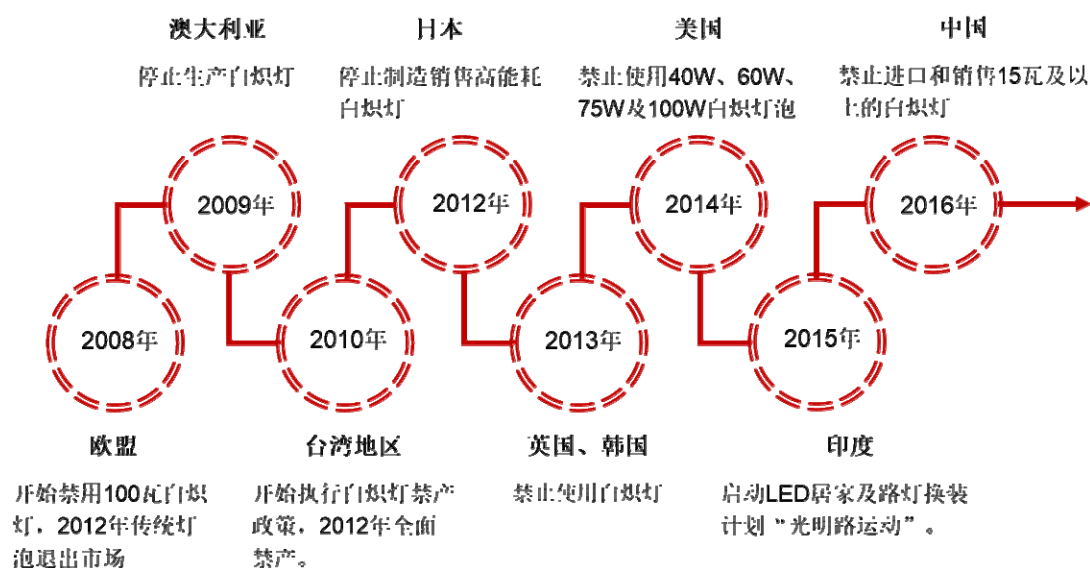 澳大利亚
停止生产白炽灯
日本
停止制造销售高能耗
白炽灯
美国
禁止使用40W、60W、
75W及100W白炽灯泡
中国
禁止进口和销售15瓦及以
上的白炽灯
2009年
2012年
2014年
2016年
2008年
2010年
2013年
2015年
欧盟
开始禁用100瓦白炽
灯，2012年传统灯
泡退出市场
台湾地区
开始执行白炽灯禁产
政策，2012年全面
禁产。
英国、韩国
禁止使用白炽灯
印度
启动LED居家及路灯换装
计划“光明路运动”。